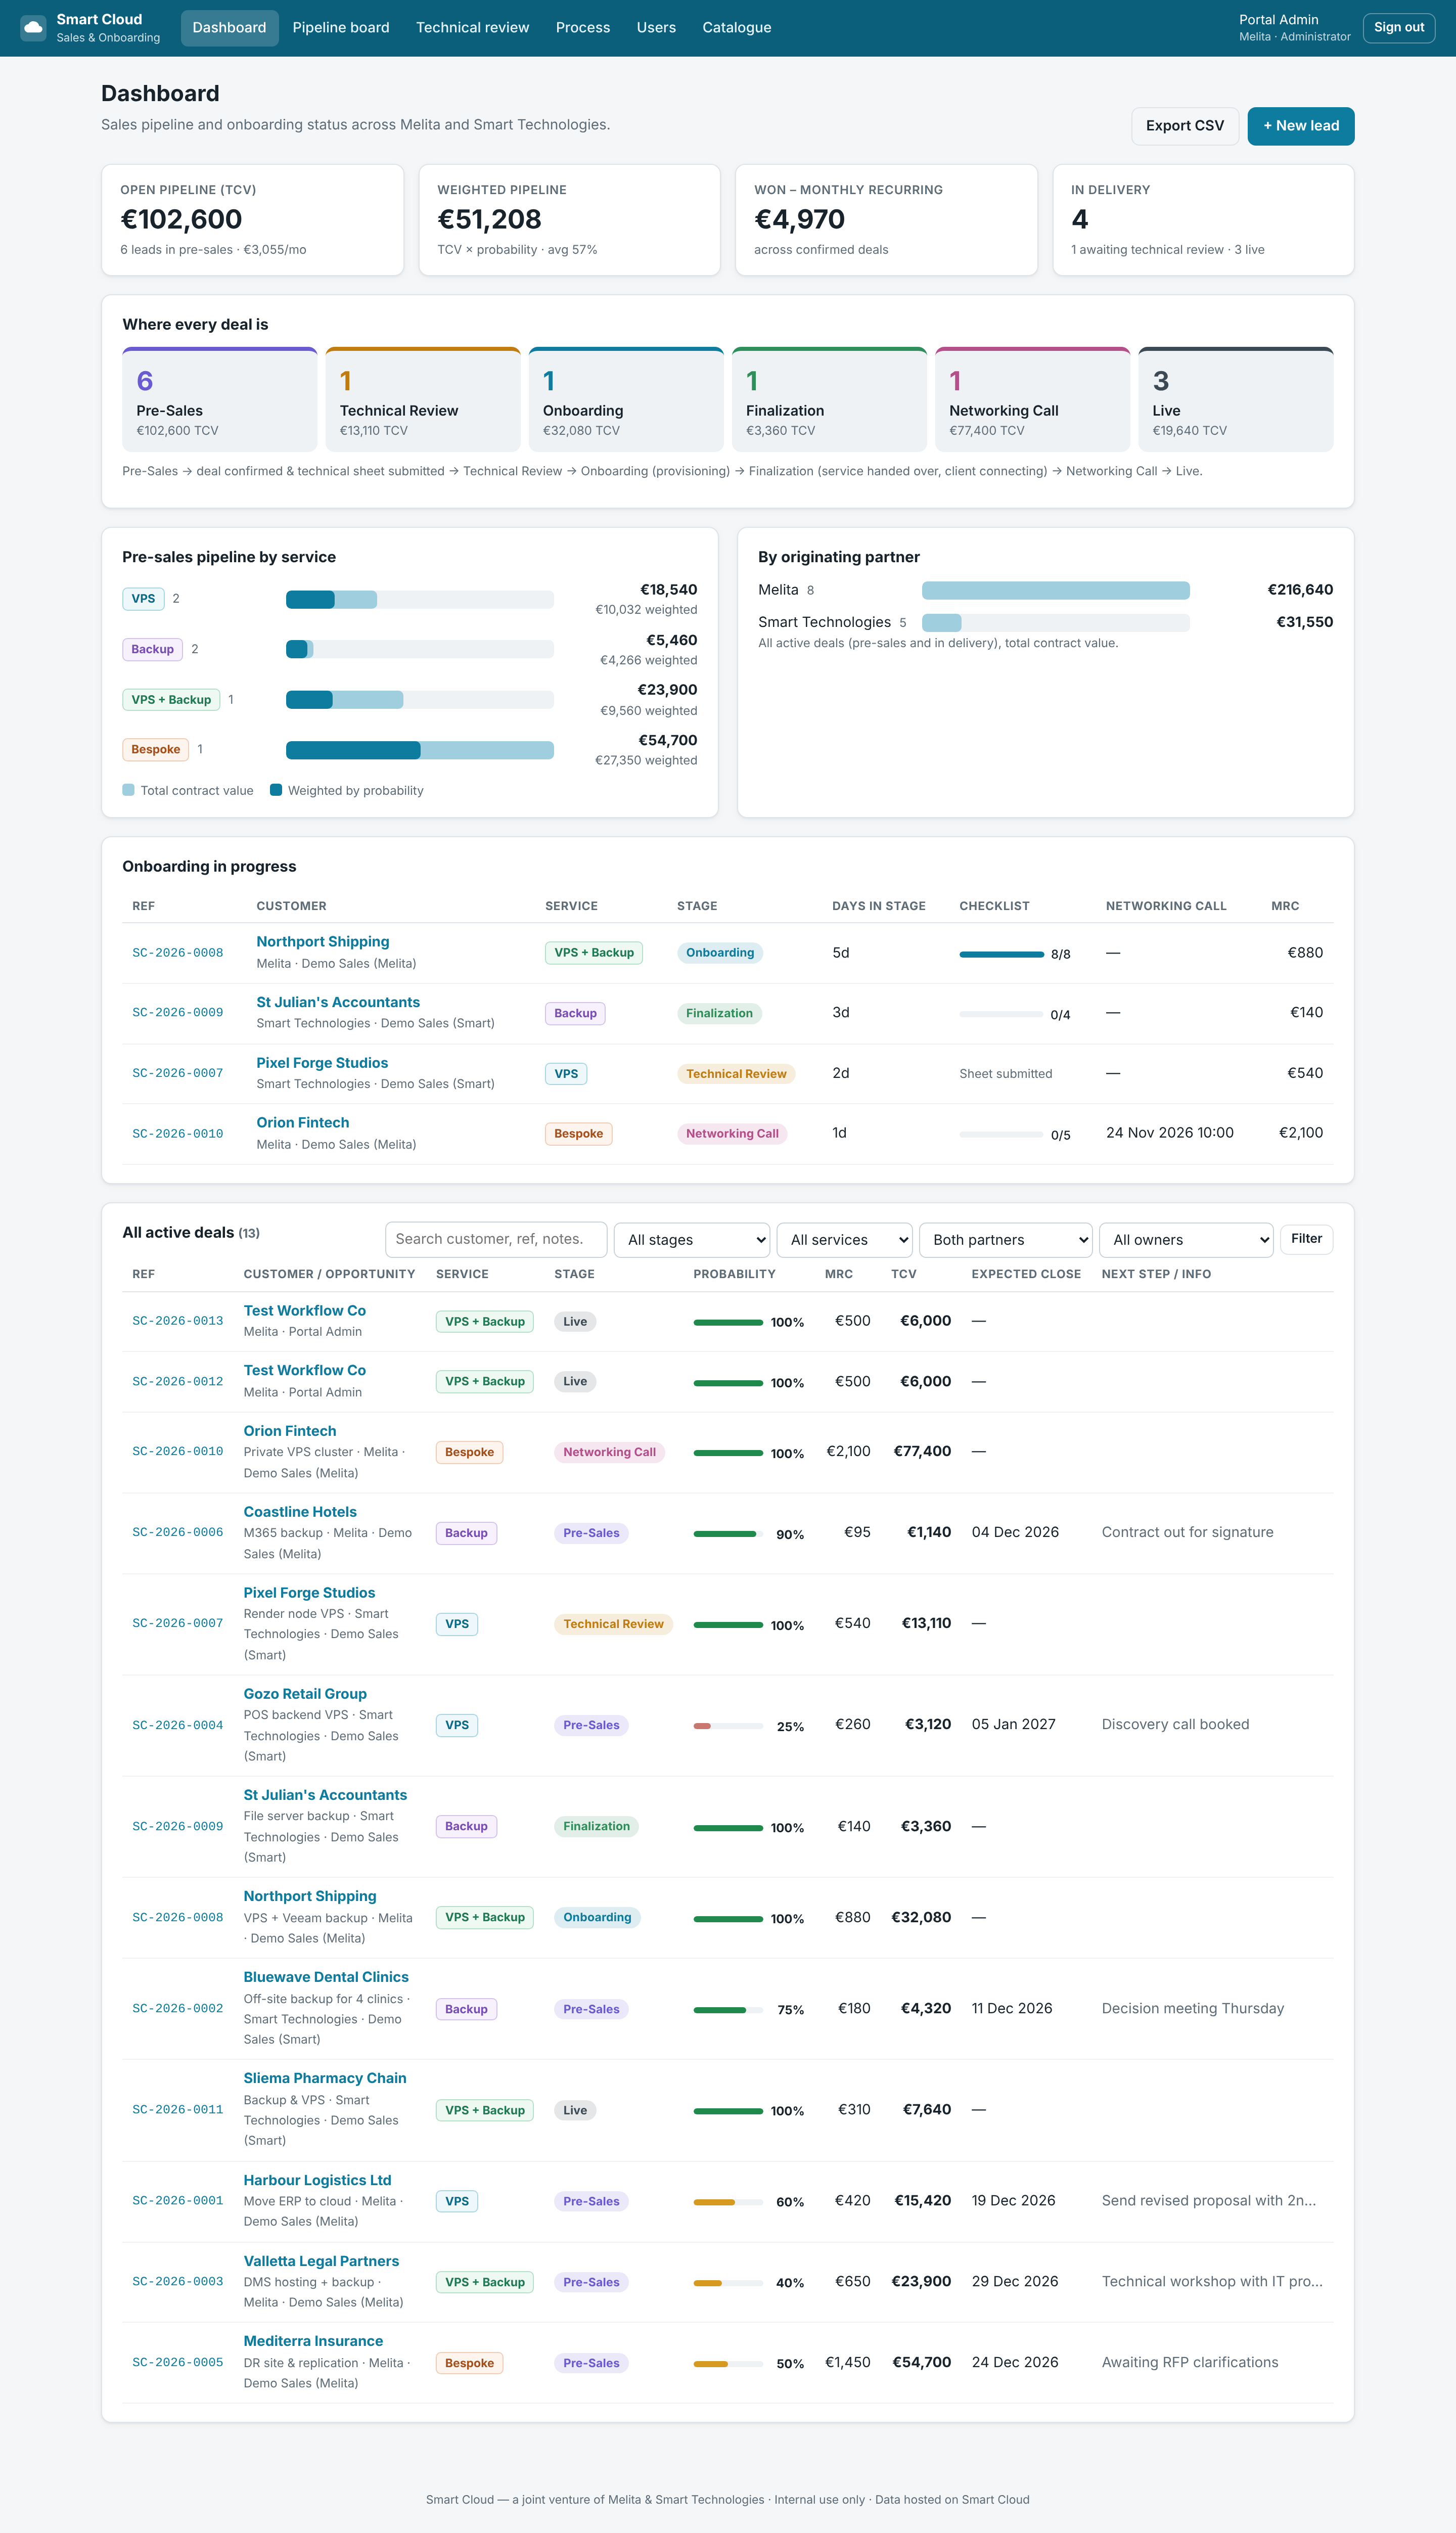 Smart Cloud
Sales & Onboarding
Dashboard
Pipeline board
Technical review
Process
Users
Catalogue
Portal Admin
Melita · Administrator
Sign out
Dashboard
Sales pipeline and onboarding status across Melita and Smart Technologies.
Export CSV
+ New lead
OPEN PIPELINE (TCV)
€102,600
6 leads in pre-sales · €3,055/mo
WEIGHTED PIPELINE
€51,208
TCV × probability · avg 57%
WON – MONTHLY RECURRING
€4,970
across confirmed deals
IN DELIVERY
4
1 awaiting technical review · 3 live
Where every deal is
6
Pre-Sales
€102,600 TCV
1
Technical Review
€13,110 TCV
1
Onboarding
€32,080 TCV
1
Finalization
€3,360 TCV
1
Networking Call
€77,400 TCV
3
Live
€19,640 TCV
Pre-Sales → deal confirmed & technical sheet submitted → Technical Review → Onboarding (provisioning) → Finalization (service handed over, client connecting) → Networking Call → Live.
Pre-sales pipeline by service
VPS 2
€18,540
€10,032 weighted
Backup 2
€5,460
€4,266 weighted
VPS + Backup 1
€23,900
€9,560 weighted
Bespoke 1
€54,700
€27,350 weighted
Total contract value
Weighted by probability
By originating partner
Melita 8 €216,640
Smart Technologies 5 €31,550
All active deals (pre-sales and in delivery), total contract value.
Onboarding in progress
REF CUSTOMER SERVICE STAGE DAYS IN STAGE CHECKLIST NETWORKING CALL MRC
SC-2026-0008 Northport Shipping VPS + Backup Onboarding 5d 8/8 — €880
Melita · Demo Sales (Melita)
SC-2026-0009 St Julian's Accountants Backup Finalization 3d 0/4 — €140
Smart Technologies · Demo Sales (Smart)
SC-2026-0007 Pixel Forge Studios VPS Technical Review 2d Sheet submitted — €540
Smart Technologies · Demo Sales (Smart)
SC-2026-0010 Orion Fintech Bespoke Networking Call 1d 0/5 24 Nov 2026 10:00 €2,100
Melita · Demo Sales (Melita)
All active deals (13)
Search customer, ref, notes.
All stages
All services
Both partners
All owners
Filter
REF CUSTOMER / OPPORTUNITY SERVICE STAGE PROBABILITY MRC TCV EXPECTED CLOSE NEXT STEP / INFO
SC-2026-0013 Test Workflow Co VPS + Backup Live 100% €500 €6,000 —
Melita · Portal Admin
SC-2026-0012 Test Workflow Co VPS + Backup Live 100% €500 €6,000 —
Melita · Portal Admin
SC-2026-0010 Orion Fintech Bespoke Networking Call 100% €2,100 €77,400 —
Private VPS cluster · Melita ·
Demo Sales (Melita)
SC-2026-0006 Coastline Hotels Backup Pre-Sales 90% €95 €1,140 04 Dec 2026 Contract out for signature
M365 backup · Melita · Demo
Sales (Melita)
SC-2026-0007 Pixel Forge Studios VPS Technical Review 100% €540 €13,110 —
Render node VPS · Smart
Technologies · Demo Sales
(Smart)
SC-2026-0004 Gozo Retail Group VPS Pre-Sales 25% €260 €3,120 05 Jan 2027 Discovery call booked
POS backend VPS · Smart
Technologies · Demo Sales
(Smart)
SC-2026-0009 St Julian's Accountants Backup Finalization 100% €140 €3,360 —
File server backup · Smart
Technologies · Demo Sales
(Smart)
SC-2026-0008 Northport Shipping VPS + Backup Onboarding 100% €880 €32,080 —
VPS + Veeam backup · Melita
· Demo Sales (Melita)
SC-2026-0002 Bluewave Dental Clinics Backup Pre-Sales 75% €180 €4,320 11 Dec 2026 Decision meeting Thursday
Off-site backup for 4 clinics ·
Smart Technologies · Demo
Sales (Smart)
SC-2026-0011 Sliema Pharmacy Chain VPS + Backup Live 100% €310 €7,640 —
Backup & VPS · Smart
Technologies · Demo Sales
(Smart)
SC-2026-0001 Harbour Logistics Ltd VPS Pre-Sales 60% €420 €15,420 19 Dec 2026 Send revised proposal with 2n...
Move ERP to cloud · Melita ·
Demo Sales (Melita)
SC-2026-0003 Valletta Legal Partners VPS + Backup Pre-Sales 40% €650 €23,900 29 Dec 2026 Technical workshop with IT pro...
DMS hosting + backup ·
Melita · Demo Sales (Melita)
SC-2026-0005 Mediterra Insurance Bespoke Pre-Sales 50% €1,450 €54,700 24 Dec 2026 Awaiting RFP clarifications
DR site & replication · Melita ·
Demo Sales (Melita)
Smart Cloud — a joint venture of Melita & Smart Technologies · Internal use only · Data hosted on Smart Cloud